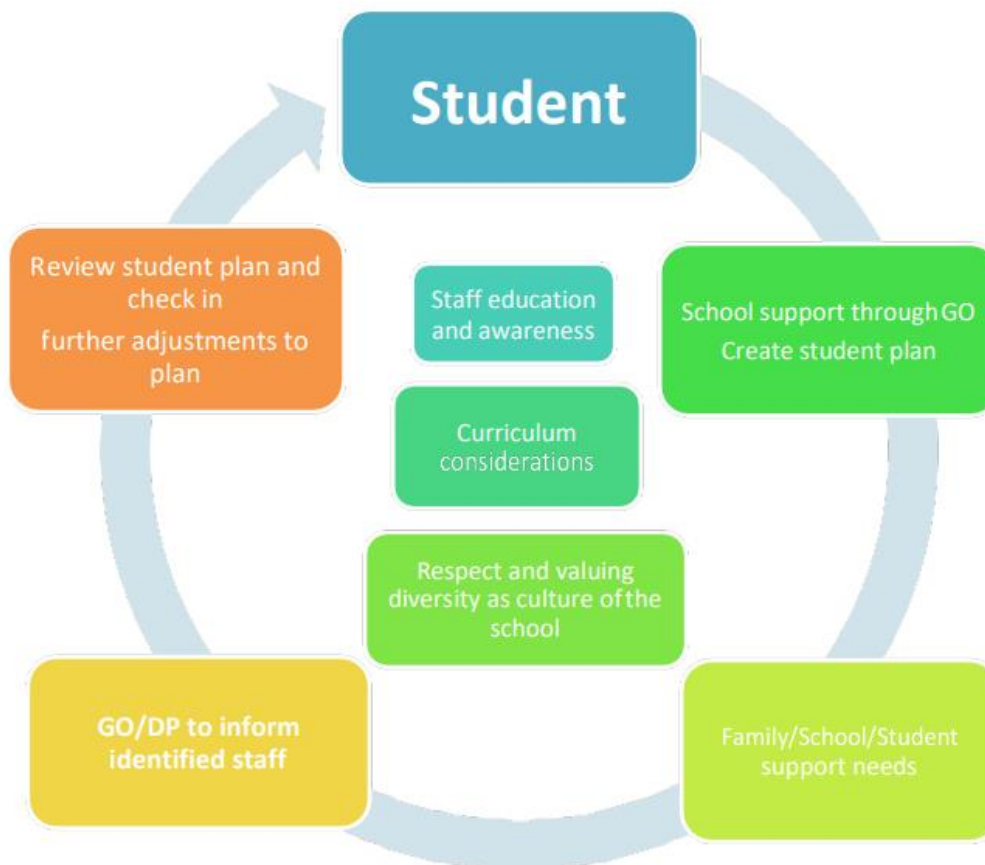 Student
School support through GO
Create student plan
Family/School/Student
support needs
GO/DP to inform
identified staff
Review student plan and
check in
further adjustments to
plan
Staff education
and awareness
Curriculum
considerations
Respect and valuing
diversity as culture of the
school